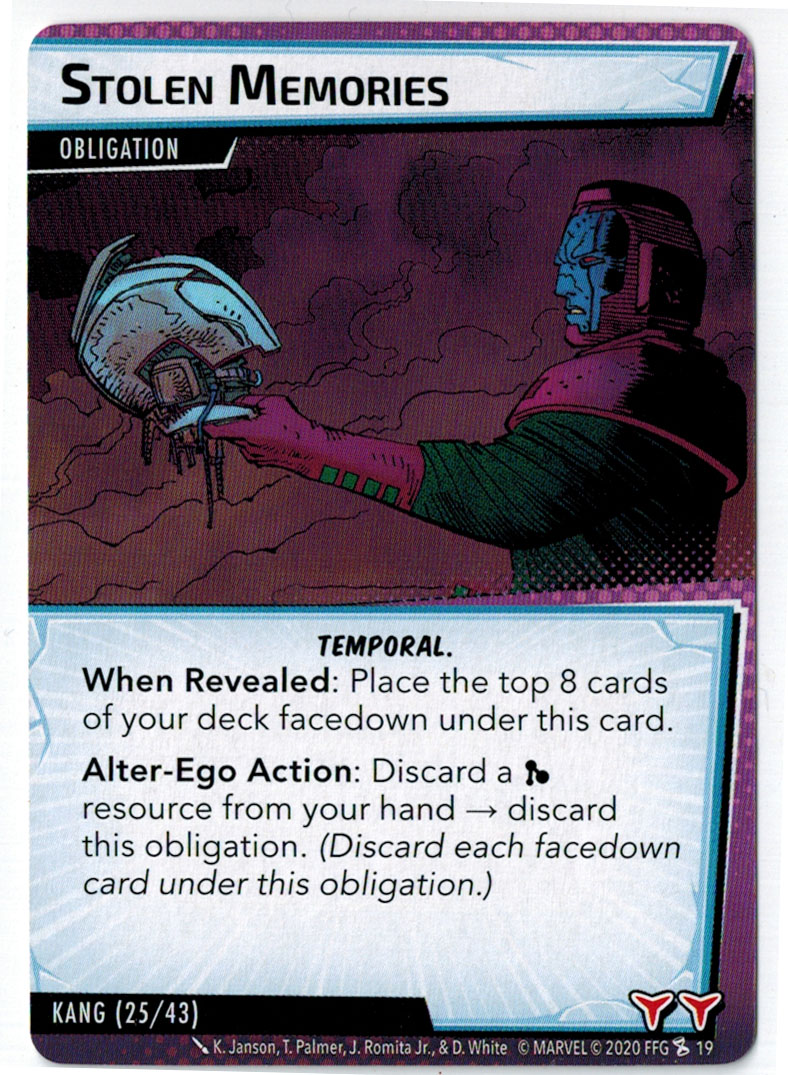 STOLEN MEMORIES
OBLIGATION
TEMPORAL.
When Revealed: Place the top 8 cards
of your deck facedown under this card.
Alter-Ego Action: Discard a
resource from your hand → discard
this obligation. (Discard each facedown
card under this obligation.)
KANG (25/43)
K. Janson, T. Palmer, J. Romita Jr., & D. White © MARVEL © 2020 FFG 19